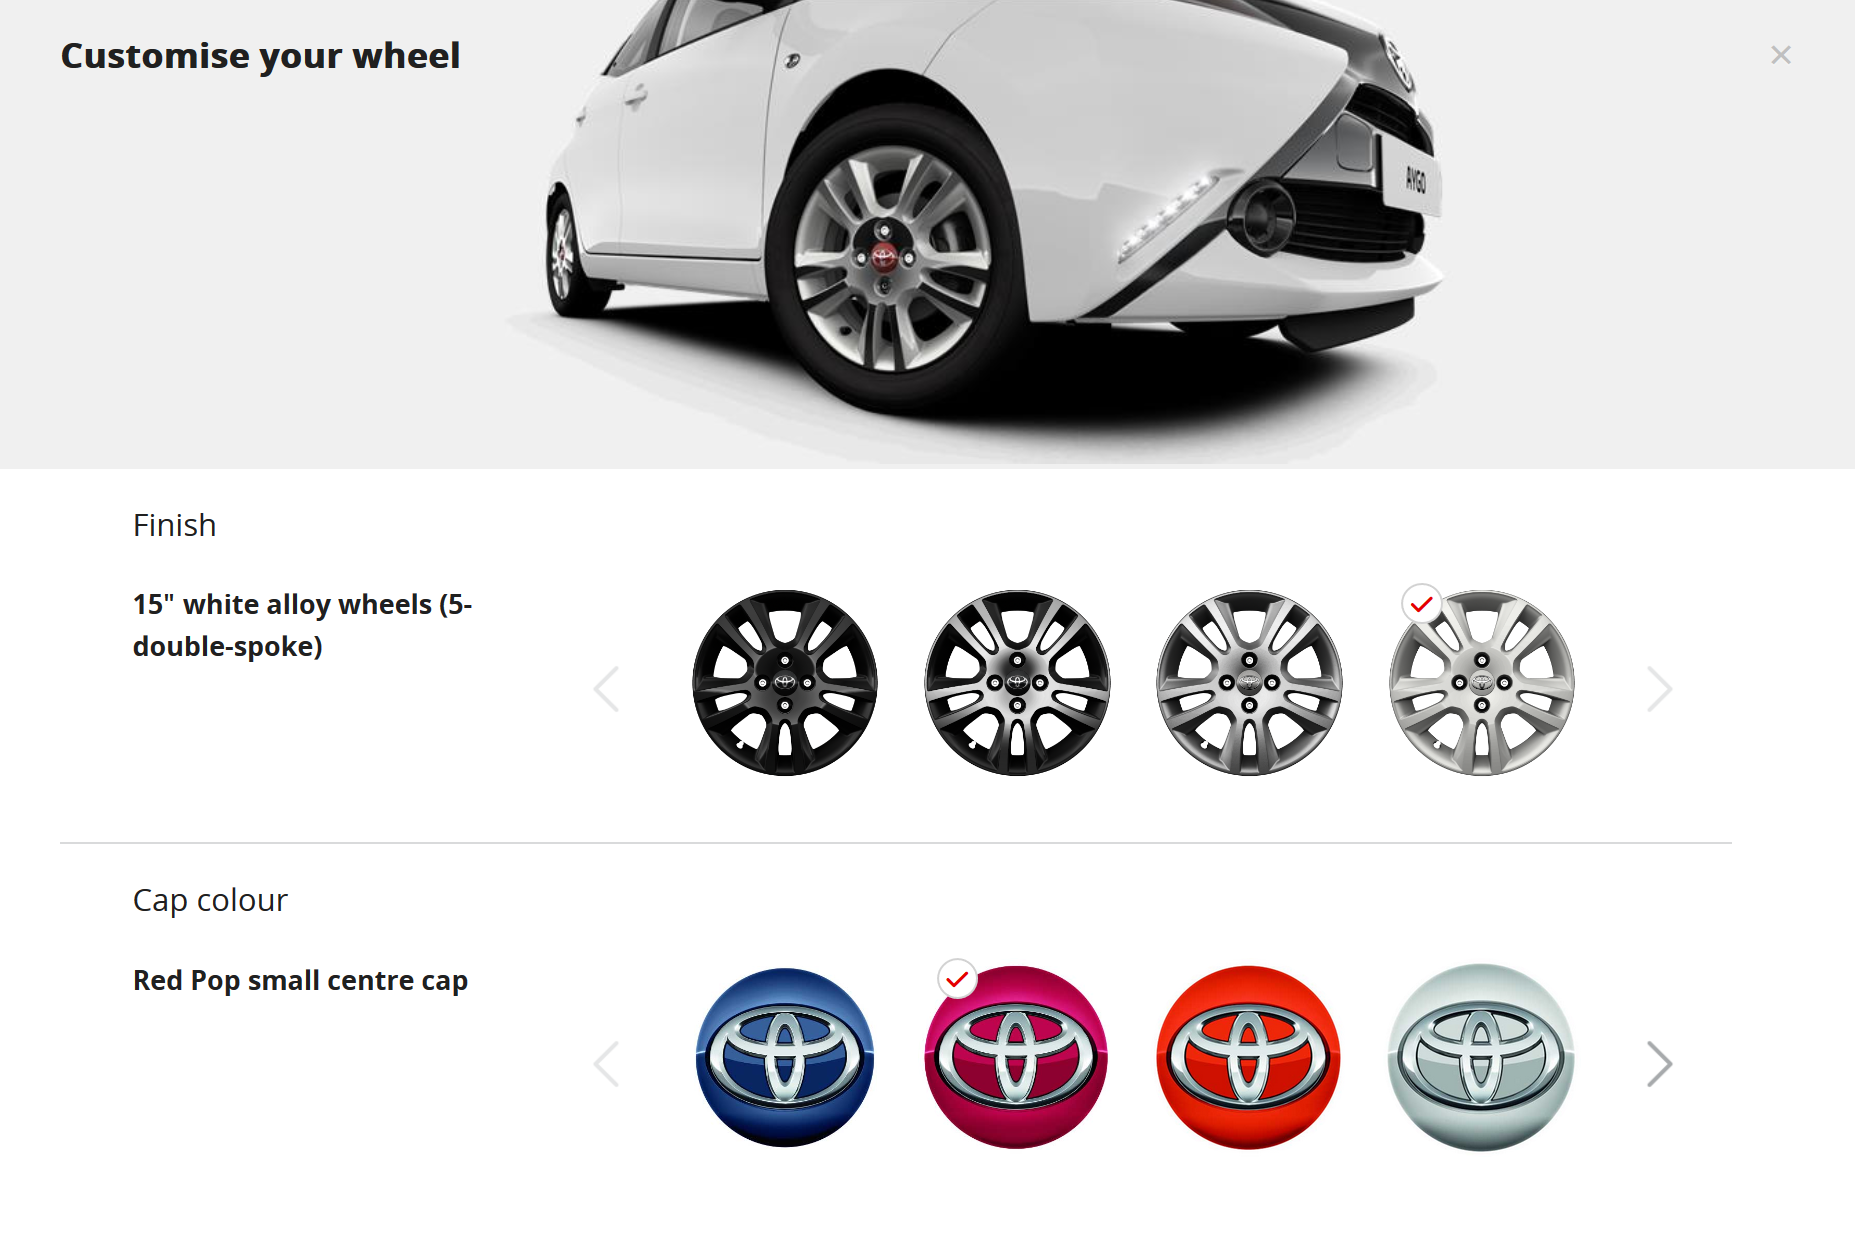 Customise your wheel
AYGO
Finish
15" white alloy wheels (5-
double-spoke)
Cap colour
Red Pop small centre cap